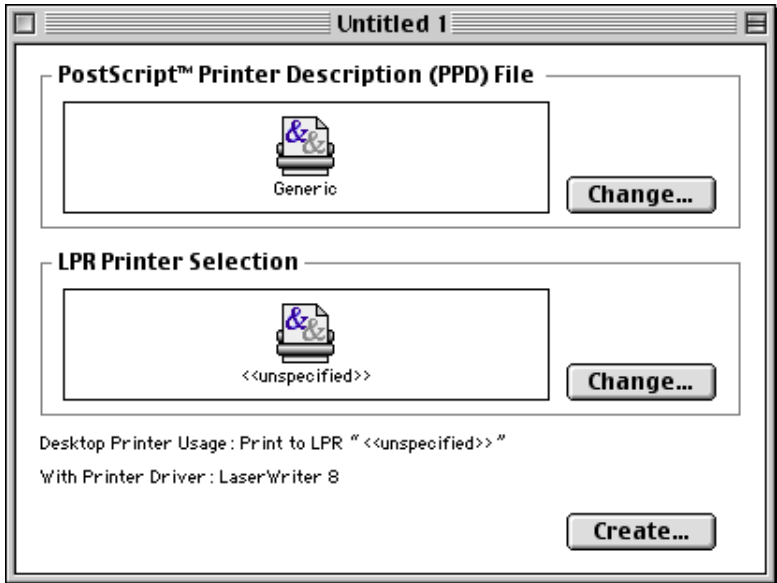 Untitled 1
PostScript™ Printer Description (PPD) File
&&
Generic
Change...
LPR Printer Selection
&&
<<unspecified>>
Change...
Desktop Printer Usage: Print to LPR “<<unspecified>>”
With Printer Driver: LaserWriter 8
Create...